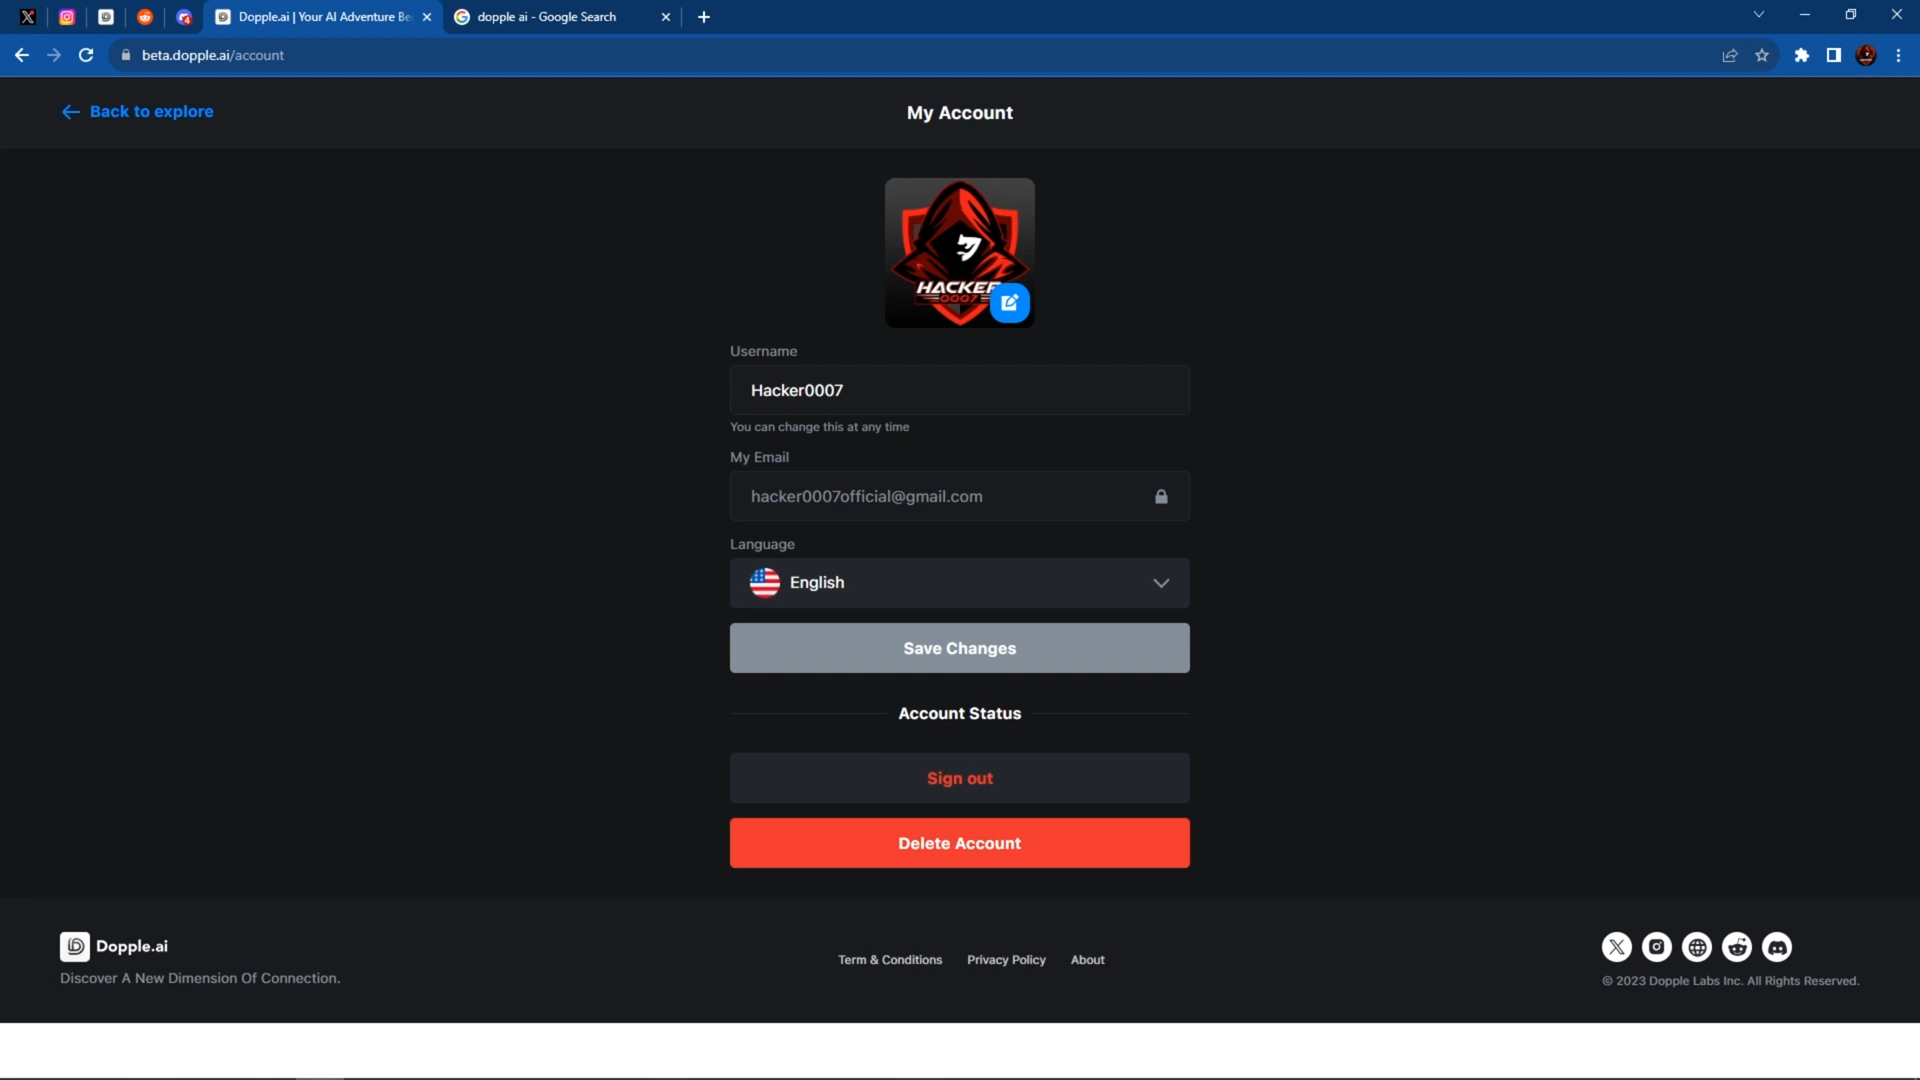 Dopple.ai | Your AI Adventure Be
dopple ai - Google Search
beta.dopple.ai/account
Back to explore
My Account
HACKER
0007
Username
Hacker0007
You can change this at any time
My Email
hacker0007official@gmail.com
Language
English
Save Changes
Account Status
Sign out
Delete Account
Dopple.ai
Discover A New Dimension Of Connection.
Term & Conditions Privacy Policy About
© 2023 Dopple Labs Inc. All Rights Reserved.